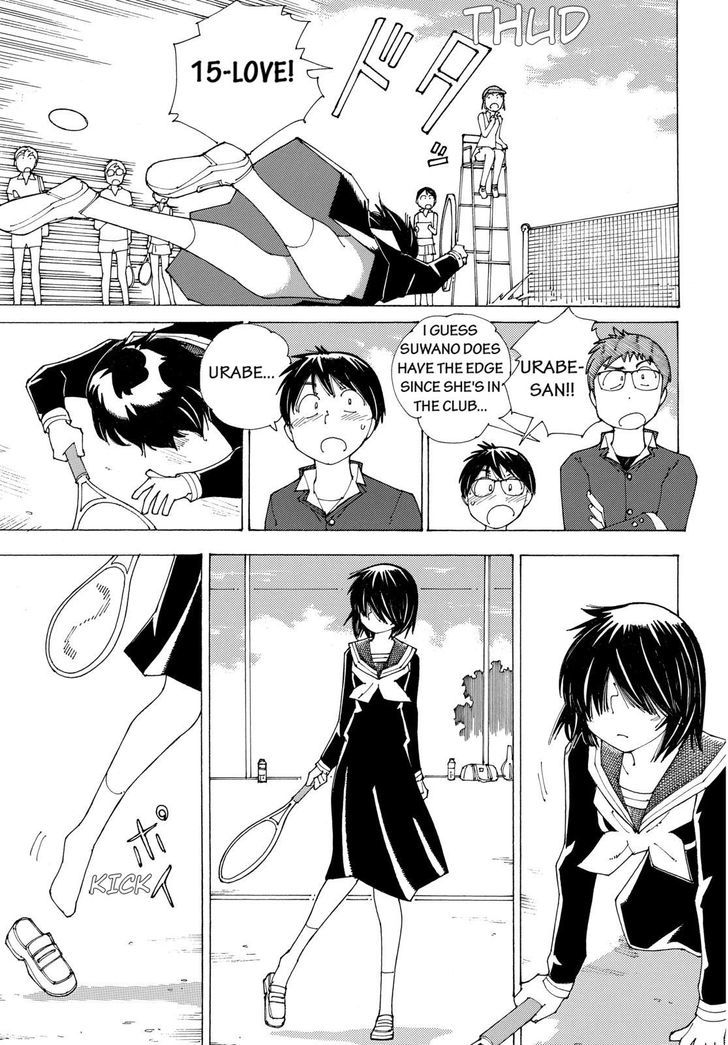 THUD
ドタッ
15-LOVE!
URABE-
SAN!!
I GUESS
SUWANO DOES
HAVE THE EDGE
SINCE SHE'S IN
THE CLUB...
URABE...
ポイ
KICK